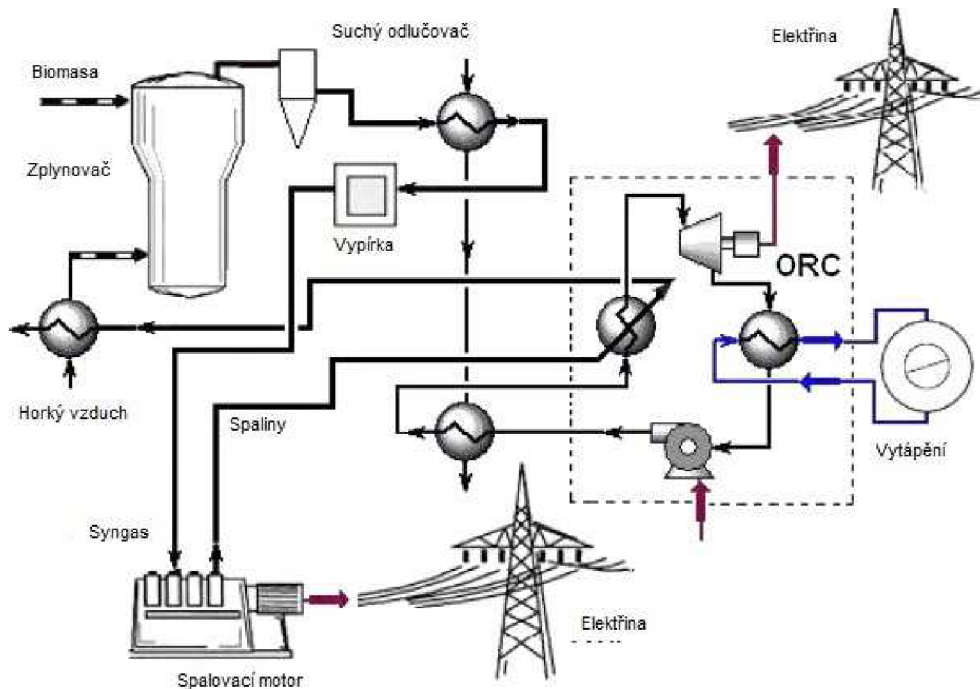 Suchý odlučovač
Elektřina
Biomasa
Zplynovač
Vypírka
ORC
Horký vzduch
Spaliny
Vytápění
Syngas
Elektřina
Spalovací motor